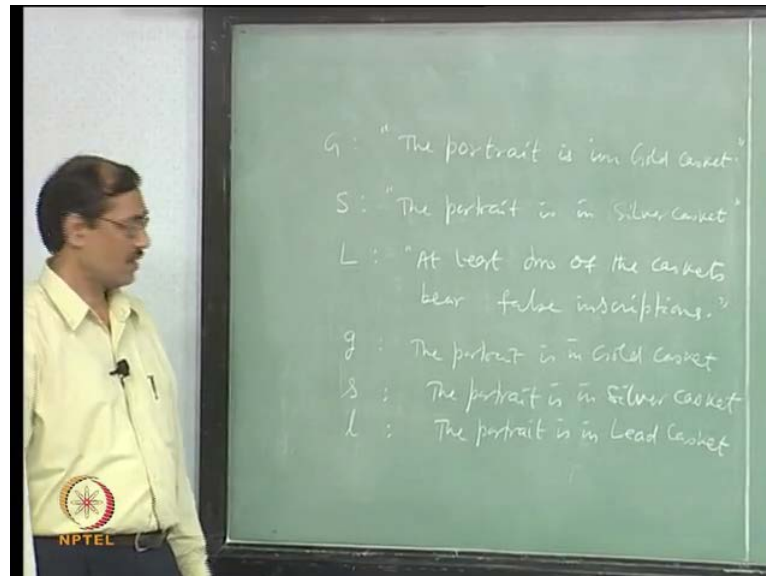 G : "The portrait is in Gold casket."
S : "The portrait is in Silver casket"
L : "At least two of the caskets
bear false inscriptions."
g : The portrait is in Gold Casket
s : The portrait is in Silver Casket
l : The portrait is in Lead Casket
NPTEL